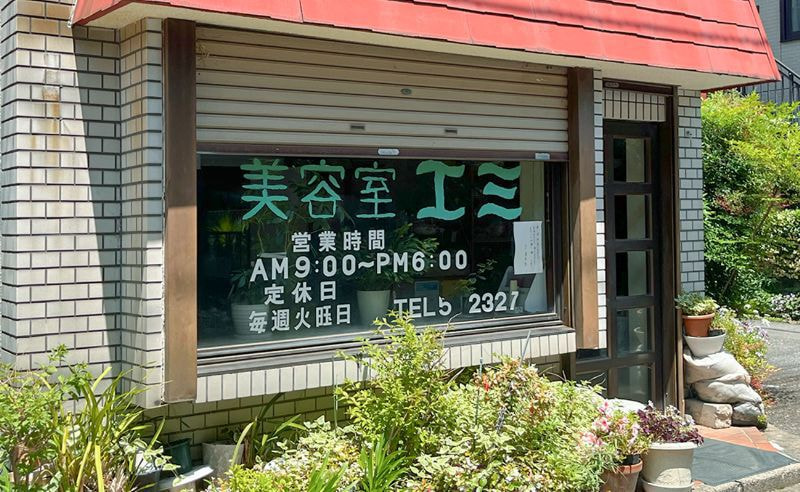 美容室 エミ
営業時間
AM9:00~PM6:00
定休日
毎週火旺日 TEL5 2327